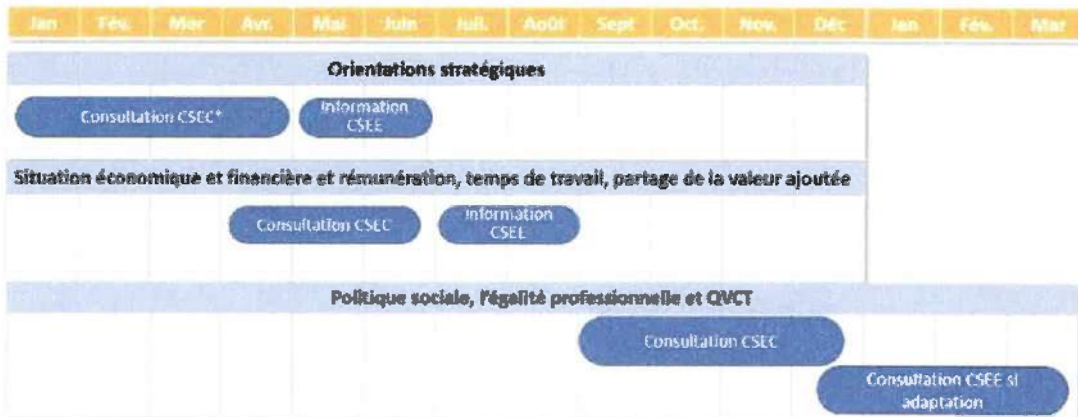 Jan Fév. Mar Avr. Mai Juin Juil. Août Sept Oct. Nov. Déc Jan Fév. Mar
Orientations stratégiques
Consultation CSEC*
Information
CSEE
Situation économique et financière et rémunération, temps de travail, partage de la valeur ajoutée
Consultation CSEC
Information
CSEE
Politique sociale, l'égalité professionnelle et QVCT
Consultation CSEC
Consultation CSEE si
adaptation